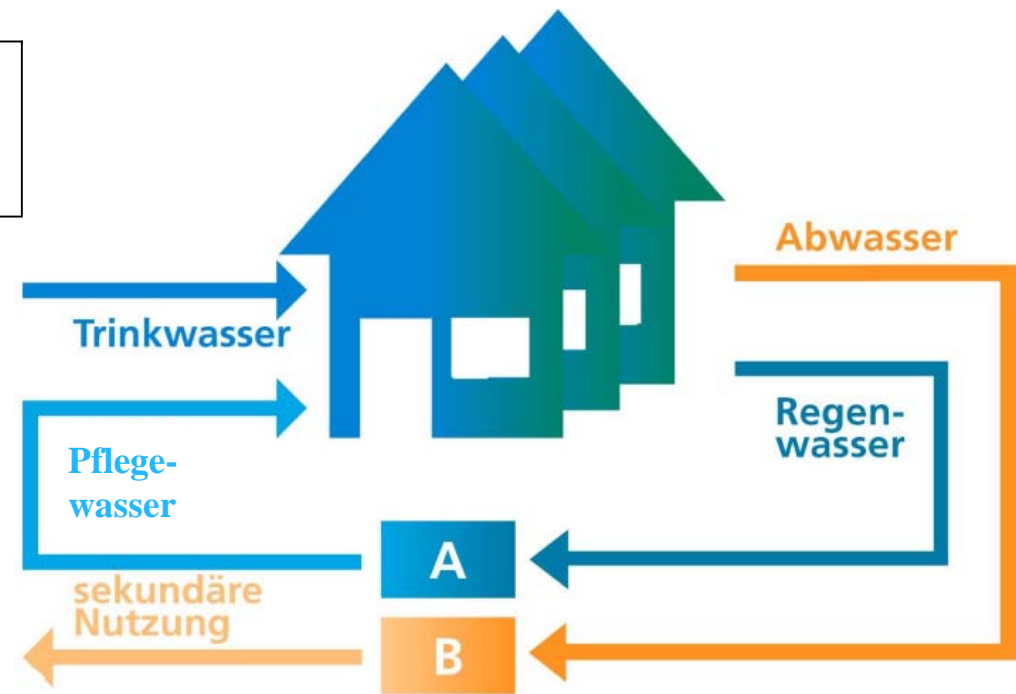 Abwasser
Trinkwasser
Regen-
wasser
Pflege-
wasser
A
sekundäre
Nutzung
B